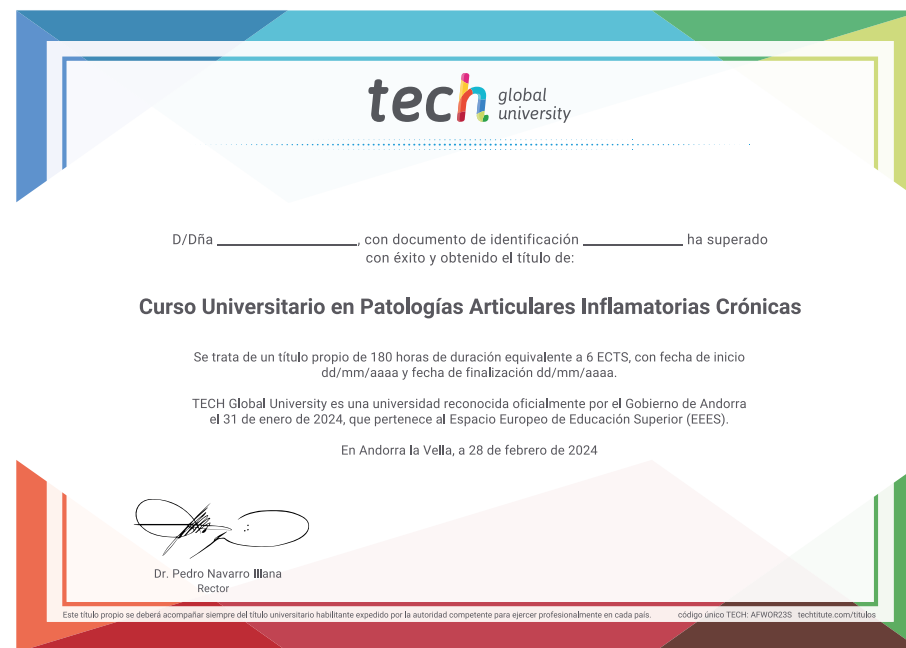 tech global university
D/Dña ______________, con documento de identificación __________ ha superado
con éxito y obtenido el título de:
Curso Universitario en Patologías Articulares Inflamatorias Crónicas
Se trata de un título propio de 180 horas de duración equivalente a 6 ECTS, con fecha de inicio
dd/mm/aaaa y fecha de finalización dd/mm/aaaa.
TECH Global University es una universidad reconocida oficialmente por el Gobierno de Andorra
el 31 de enero de 2024, que pertenece al Espacio Europeo de Educación Superior (EEES).
En Andorra la Vella, a 28 de febrero de 2024
Dr. Pedro Navarro Illana
Rector
Este título propio se deberá acompañar siempre del título universitario habilitante expedido por la autoridad competente para ejercer profesionalmente en cada país. código único TECH: AFWOR23S techtitute.com/titulos